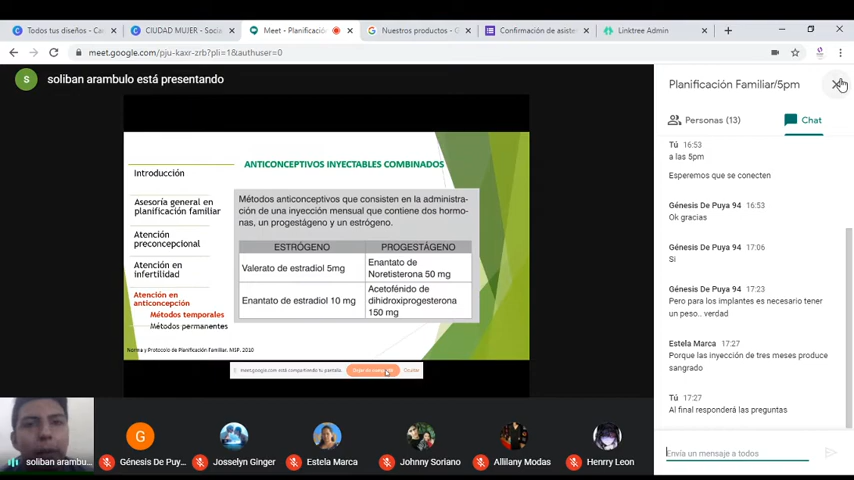 Todos tus diseños - Ca
CIUDAD MUJER - Socia
Meet - Planificació
Nuestros productos - G
Confirmación de asiste
Linktree Admin
meet.google.com/pju-kaxr-zrb?pli=1&authuser=0
S
soliban arambulo está presentando
Planificación Familiar/5pm
Personas (13)
Chat
Introducción
Asesoría general en
planificación familiar
Atención
preconcepcional
Atención en
infertilidad
Atención en
anticoncepción
Métodos temporales
Métodos permanentes
Norma y Protocolo de Planificación Familiar. MSP. 2010
ANTICONCEPTIVOS INYECTABLES COMBINADOS
Métodos anticonceptivos que consisten en la administra-
ción de una inyección mensual que contiene dos hormo-
nas, un progestágeno y un estrógeno.
ESTRÓGENO
PROGESTÁGENO
Valerato de estradiol 5mg
Enantato de
Noretisterona 50 mg
Enantato de estradiol 10 mg
Acetofénido de
dihidroxiprogesterona
150 mg
meet.google.com está compartiendo tu pantalla.
Dejar de compartir
Ocultar
Tú 16:53
a las 5pm
Esperemos que se conecten
Génesis De Puya 94 16:53
Ok gracias
Génesis De Puya 94 17:06
Si
Génesis De Puya 94 17:23
Pero para los implantes es necesario tener
un peso.. verdad
Estela Marca 17:27
Porque las inyección de tres meses produce
sangrado
Tú 17:27
Al final responderá las preguntas
Envía un mensaje a todos
G
soliban arambu...
Génesis De Puy...
Josselyn Ginger
Estela Marca
Johnny Soriano
Allilany Modas
Henrry Leon